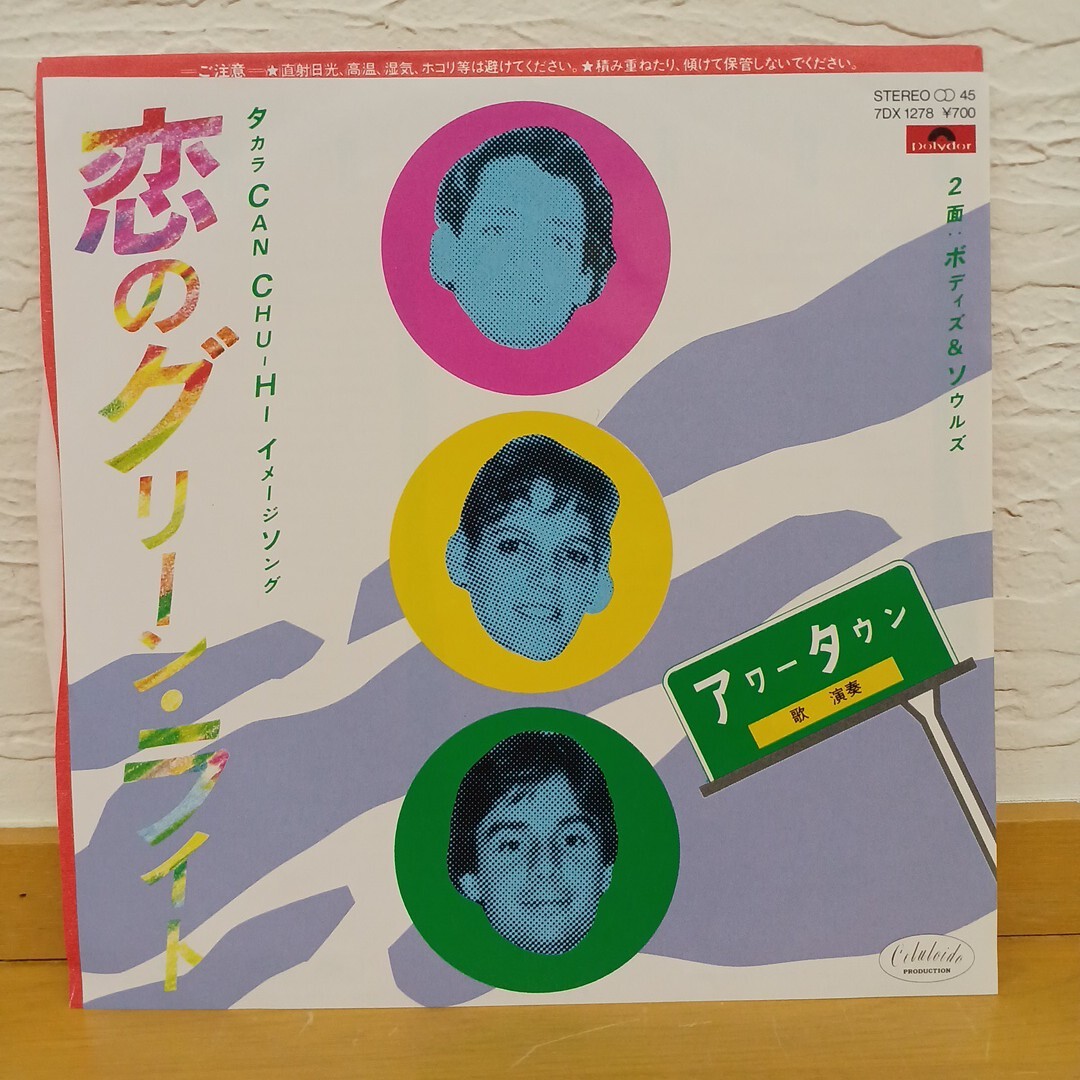 ご注意 ★直射日光、高温、湿気、ホコリ等は避けてください。★積み重ねたり、傾けて保管しないでください。
STEREO 45
7DX 1278 ¥700
polydor
恋のグリーン・ライト
タカラ CAN CHU-HI イメージソング
2面:ボディズ&ソウルズ
アワータウン
歌 演奏
Celuloide
PRODUCTION